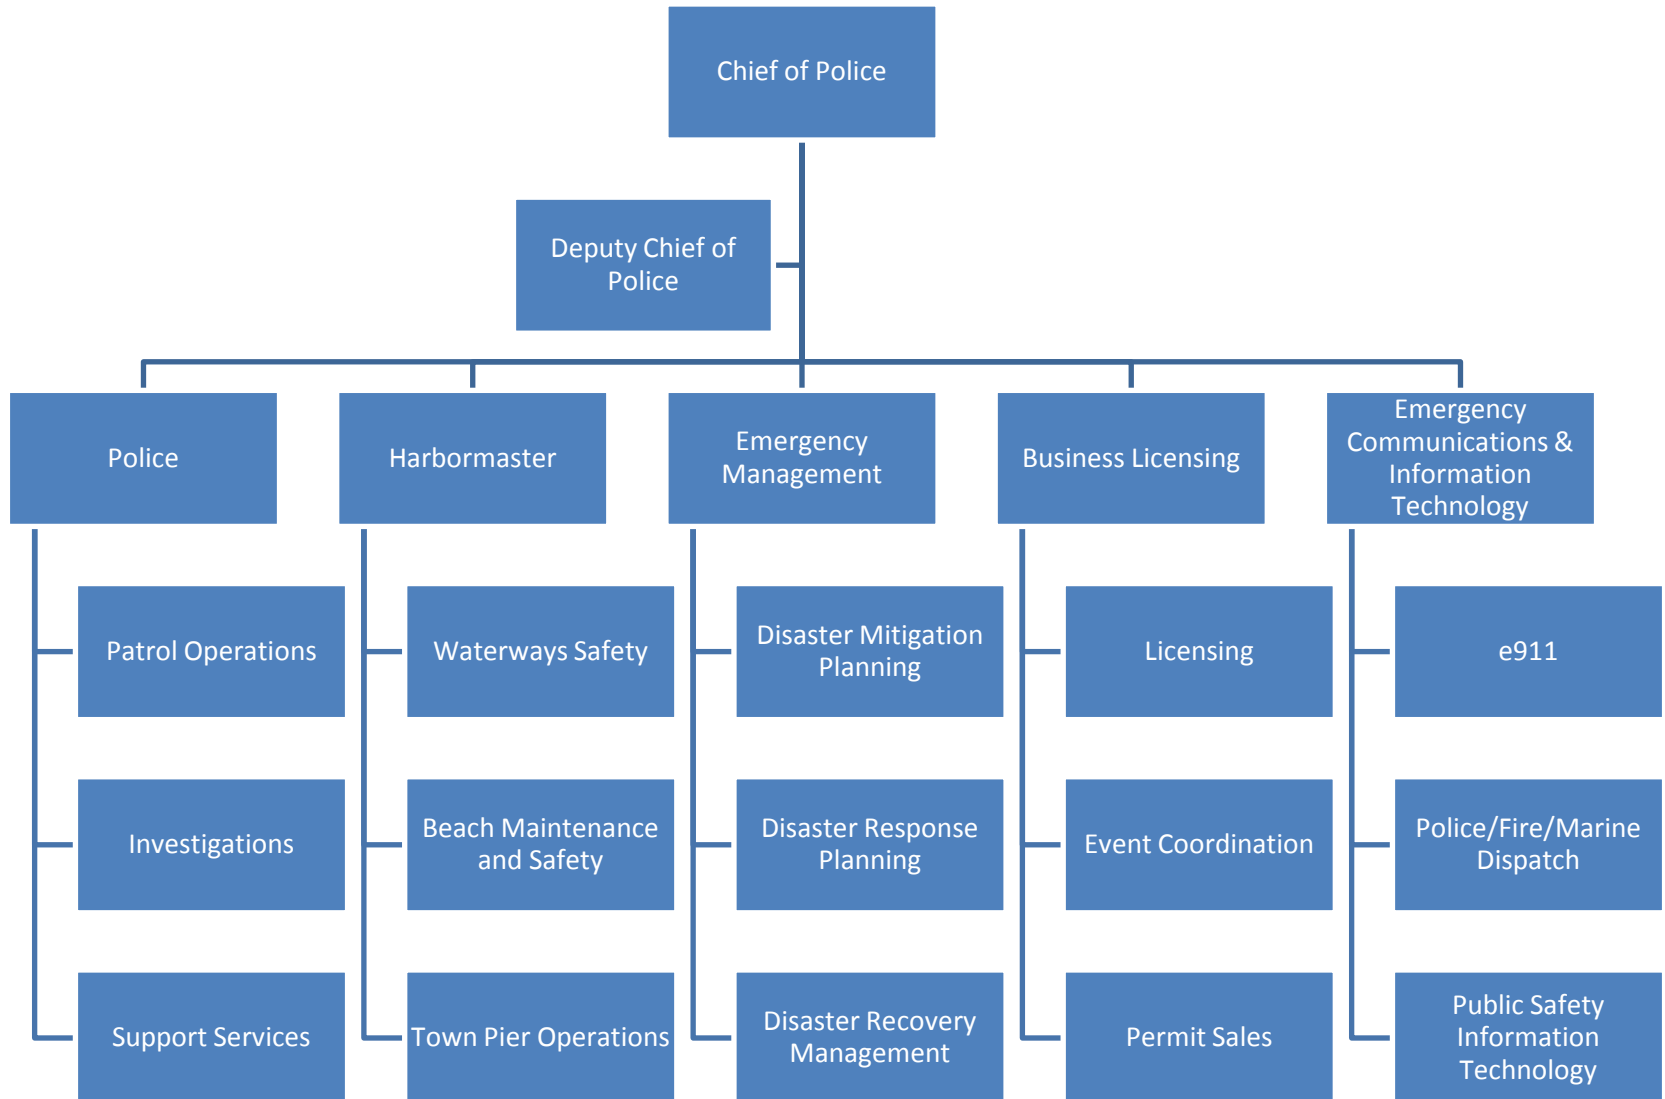 Chief of Police
Deputy Chief of
Police
Police
Harbormaster
Emergency
Management
Business Licensing
Emergency
Communications &
Information
Technology
Patrol Operations
Waterways Safety
Disaster Mitigation
Planning
Licensing
e911
Investigations
Beach Maintenance
and Safety
Disaster Response
Planning
Event Coordination
Police/Fire/Marine
Dispatch
Support Services
Town Pier Operations
Disaster Recovery
Management
Permit Sales
Public Safety
Information
Technology